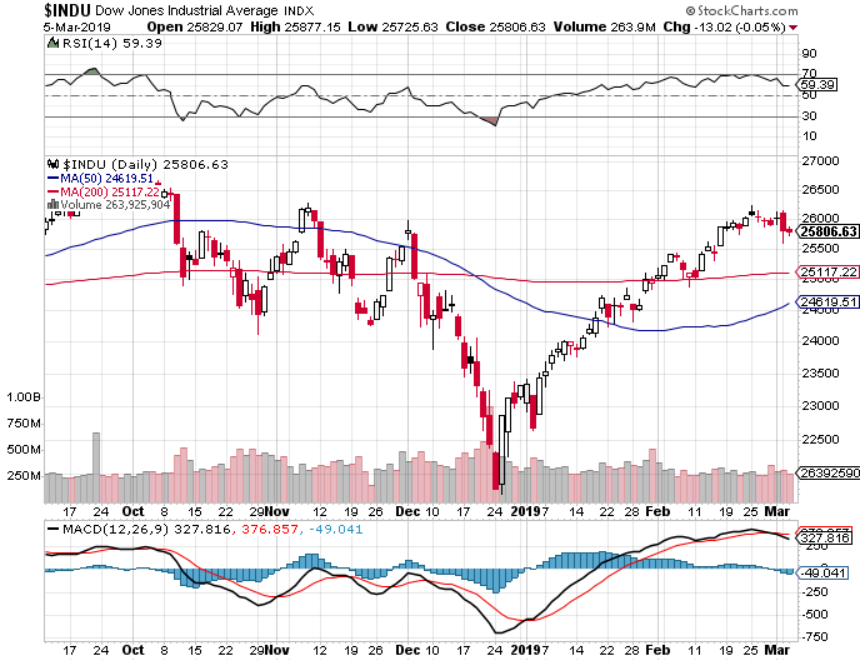 $INDU Dow Jones Industrial Average INDX @StockCharts.com
5-Mar-2019 Open 25829.07 High 25877.15 Low 25725.63 Close 25806.63 Volume 263.9M Chg -13.02 (-0.05%)
RSI(14) 59.39
90
70
59.39
50
30
10
$INDU (Daily) 25806.63
MA(50) 24619.51
MA(200) 25117.22
Volume 263,925,904
27000
26500
26000
25806.63
25500
25117.22
25000
24619.51
24000
23500
23000
22500
1.00B
750M
500M
250M
26392590
17 24 Oct 8 15 22 29 Nov 12 19 26 Dec 10 17 24 2019 7 14 22 Feb 11 19 25 Mar
MACD(12,26,9) 327.816, 376.857, -49.041
327.816
250
0
-49.041
-250
-500
-750
17 24 Oct 8 15 22 29 Nov 12 19 26 Dec 10 17 24 2019 7 14 22 Feb 11 19 25 Mar